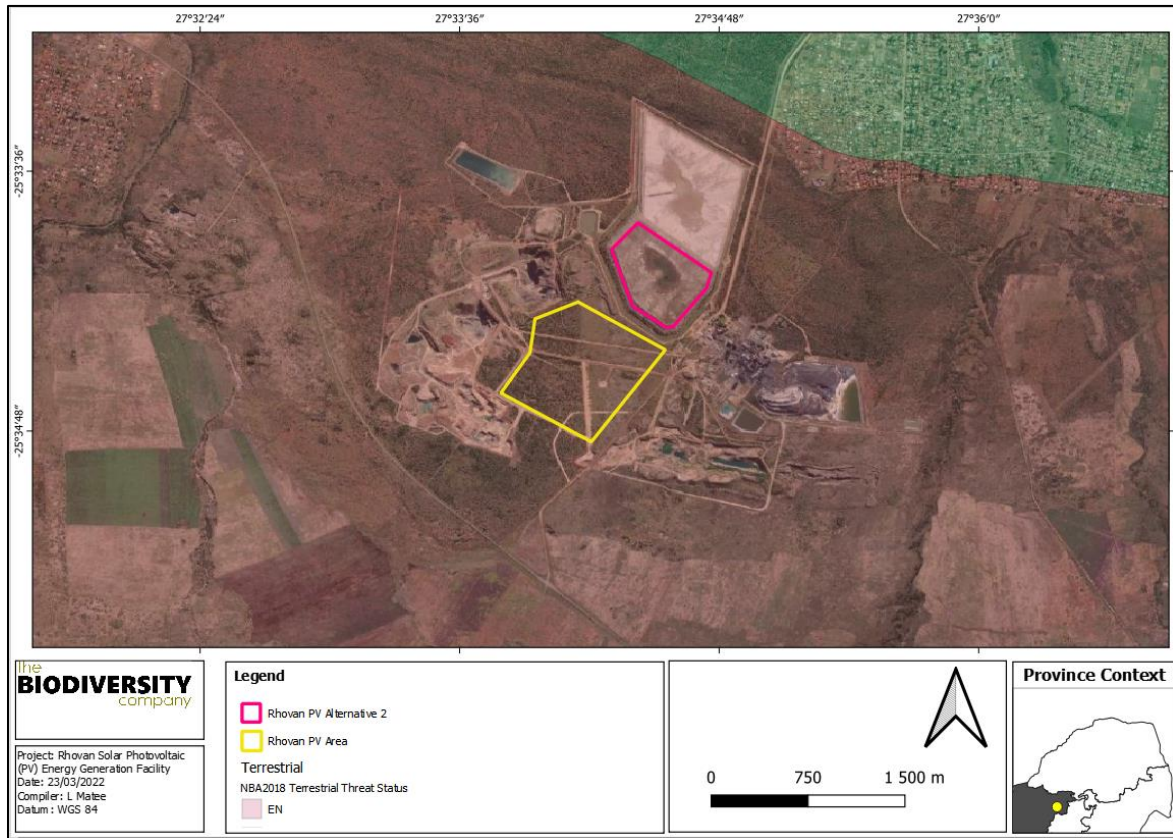 27°32′24″ 27°33′36″ 27°34′48″ 27°36′0″
-25°33′36″
-25°34′48″
The
BIODIVERSITY
company
Project: Rhovan Solar Photovoltaic
(PV) Energy Generation Facility
Date: 23/03/2022
Compiler: L Matee
Datum : WGS 84
Legend
Rhovan PV Alternative 2
Rhovan PV Area
Terrestrial
NBA2018 Terrestrial Threat Status
EN
0 750 1 500 m
Province Context